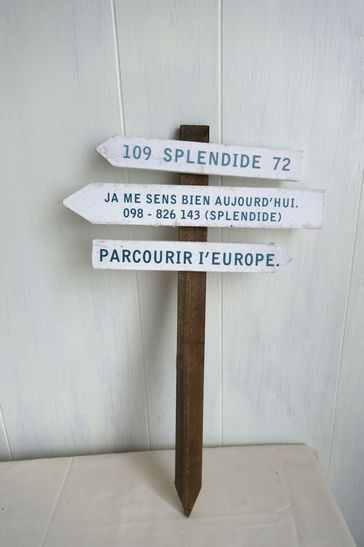 109 SPLENDIDE 72
JA ME SENS BIEN AUJOURD'HUI.
098 - 826 143 (SPLENDIDE)
PARCOURIR I'EUROPE.